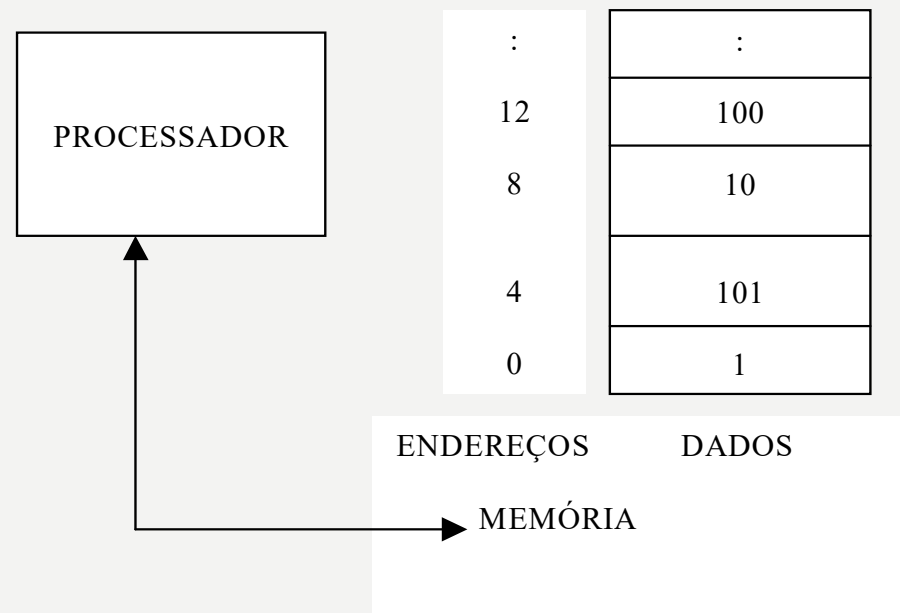 : :
12 100
PROCESSADOR
8 10
4 101
0 1
ENDEREÇOS DADOS
MEMÓRIA